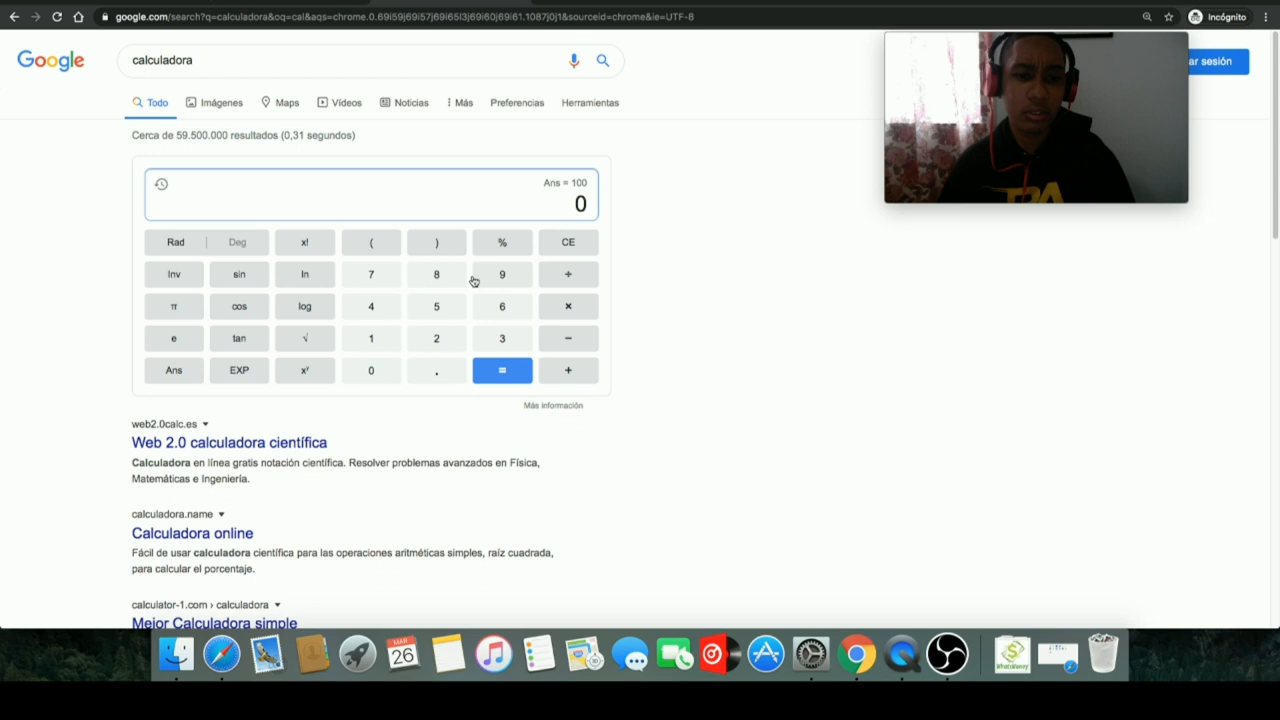 google.com/search?q=calculadora&oq=cal&aqs=chrome.0.69i59j69i57j69i65l3j69i60j69i61.1087j0j1&sourceid=chrome&ie=UTF-8
Incógnito
Google
calculadora
ar sesión
Todo Imágenes Maps Vídeos Noticias Más Preferencias Herramientas
Cerca de 59.500.000 resultados (0,31 segundos)
Ans = 100
0
Rad Deg x! ( ) % CE
Inv sin ln 7 8 9 ÷
π cos log 4 5 6 ×
e tan √ 1 2 3 −
Ans EXP xʸ 0 . = +
Más información
web2.0calc.es
Web 2.0 calculadora científica
Calculadora en línea gratis notación científica. Resolver problemas avanzados en Física,
Matemáticas e Ingeniería.
calculadora.name
Calculadora online
Fácil de usar calculadora científica para las operaciones aritméticas simples, raíz cuadrada,
para calcular el porcentaje.
calculator-1.com › calculadora
Mejor Calculadora simple
MAR
26
3D
WhatsMoney